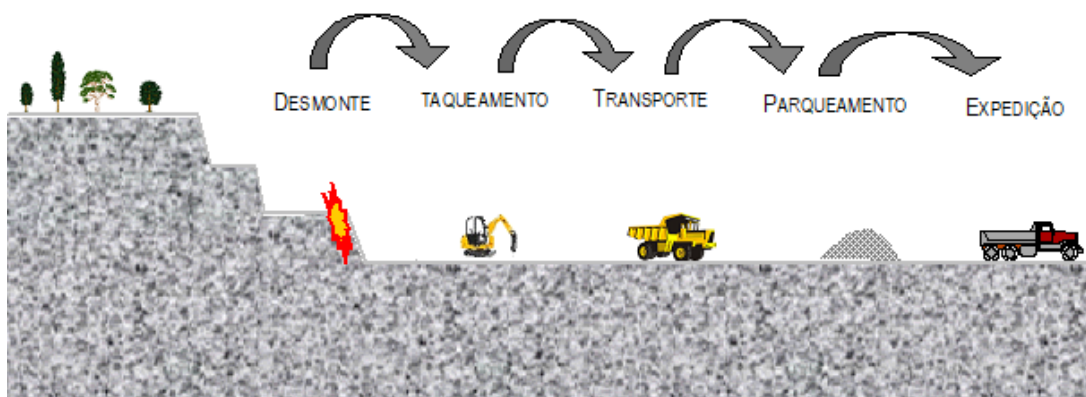 DESMONTE
TAQUEAMENTO
TRANSPORTE
PARQUEAMENTO
EXPEDIÇÃO